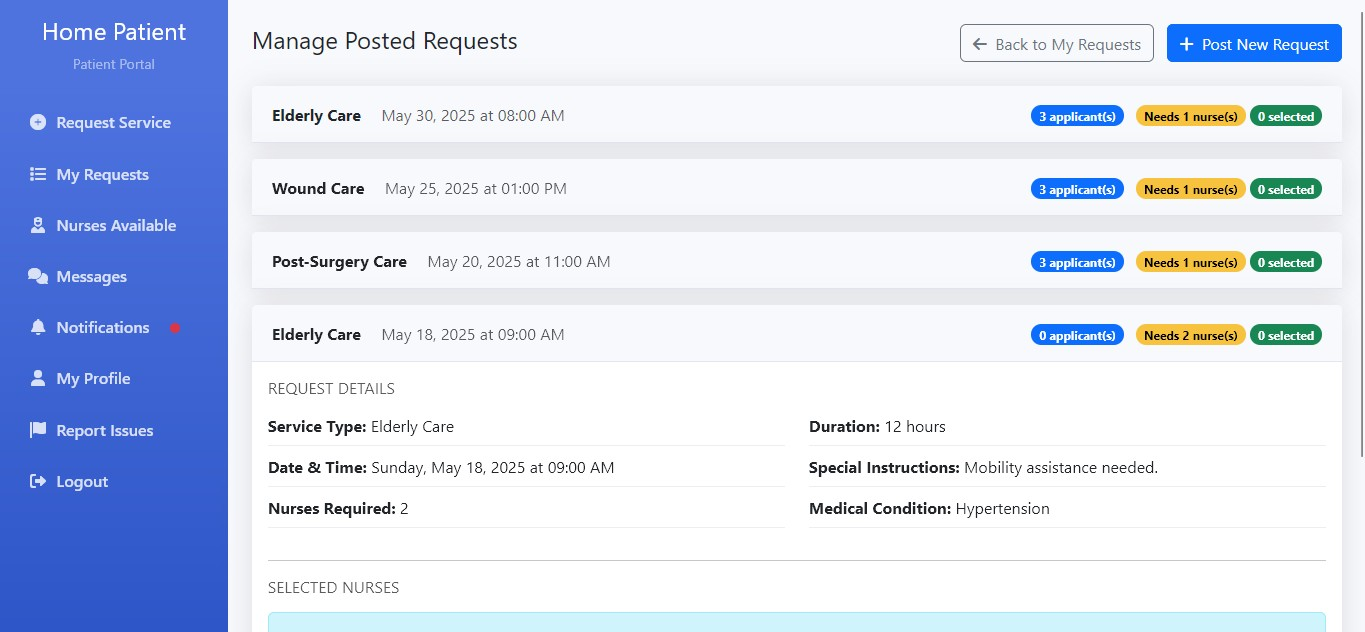 Home Patient
Patient Portal
Request Service
My Requests
Nurses Available
Messages
Notifications
My Profile
Report Issues
Logout
Manage Posted Requests
Back to My Requests
Post New Request
Elderly Care May 30, 2025 at 08:00 AM 3 applicant(s) Needs 1 nurse(s) 0 selected
Wound Care May 25, 2025 at 01:00 PM 3 applicant(s) Needs 1 nurse(s) 0 selected
Post-Surgery Care May 20, 2025 at 11:00 AM 3 applicant(s) Needs 1 nurse(s) 0 selected
Elderly Care May 18, 2025 at 09:00 AM 0 applicant(s) Needs 2 nurse(s) 0 selected
REQUEST DETAILS
Service Type: Elderly Care
Duration: 12 hours
Date & Time: Sunday, May 18, 2025 at 09:00 AM
Special Instructions: Mobility assistance needed.
Nurses Required: 2
Medical Condition: Hypertension
SELECTED NURSES